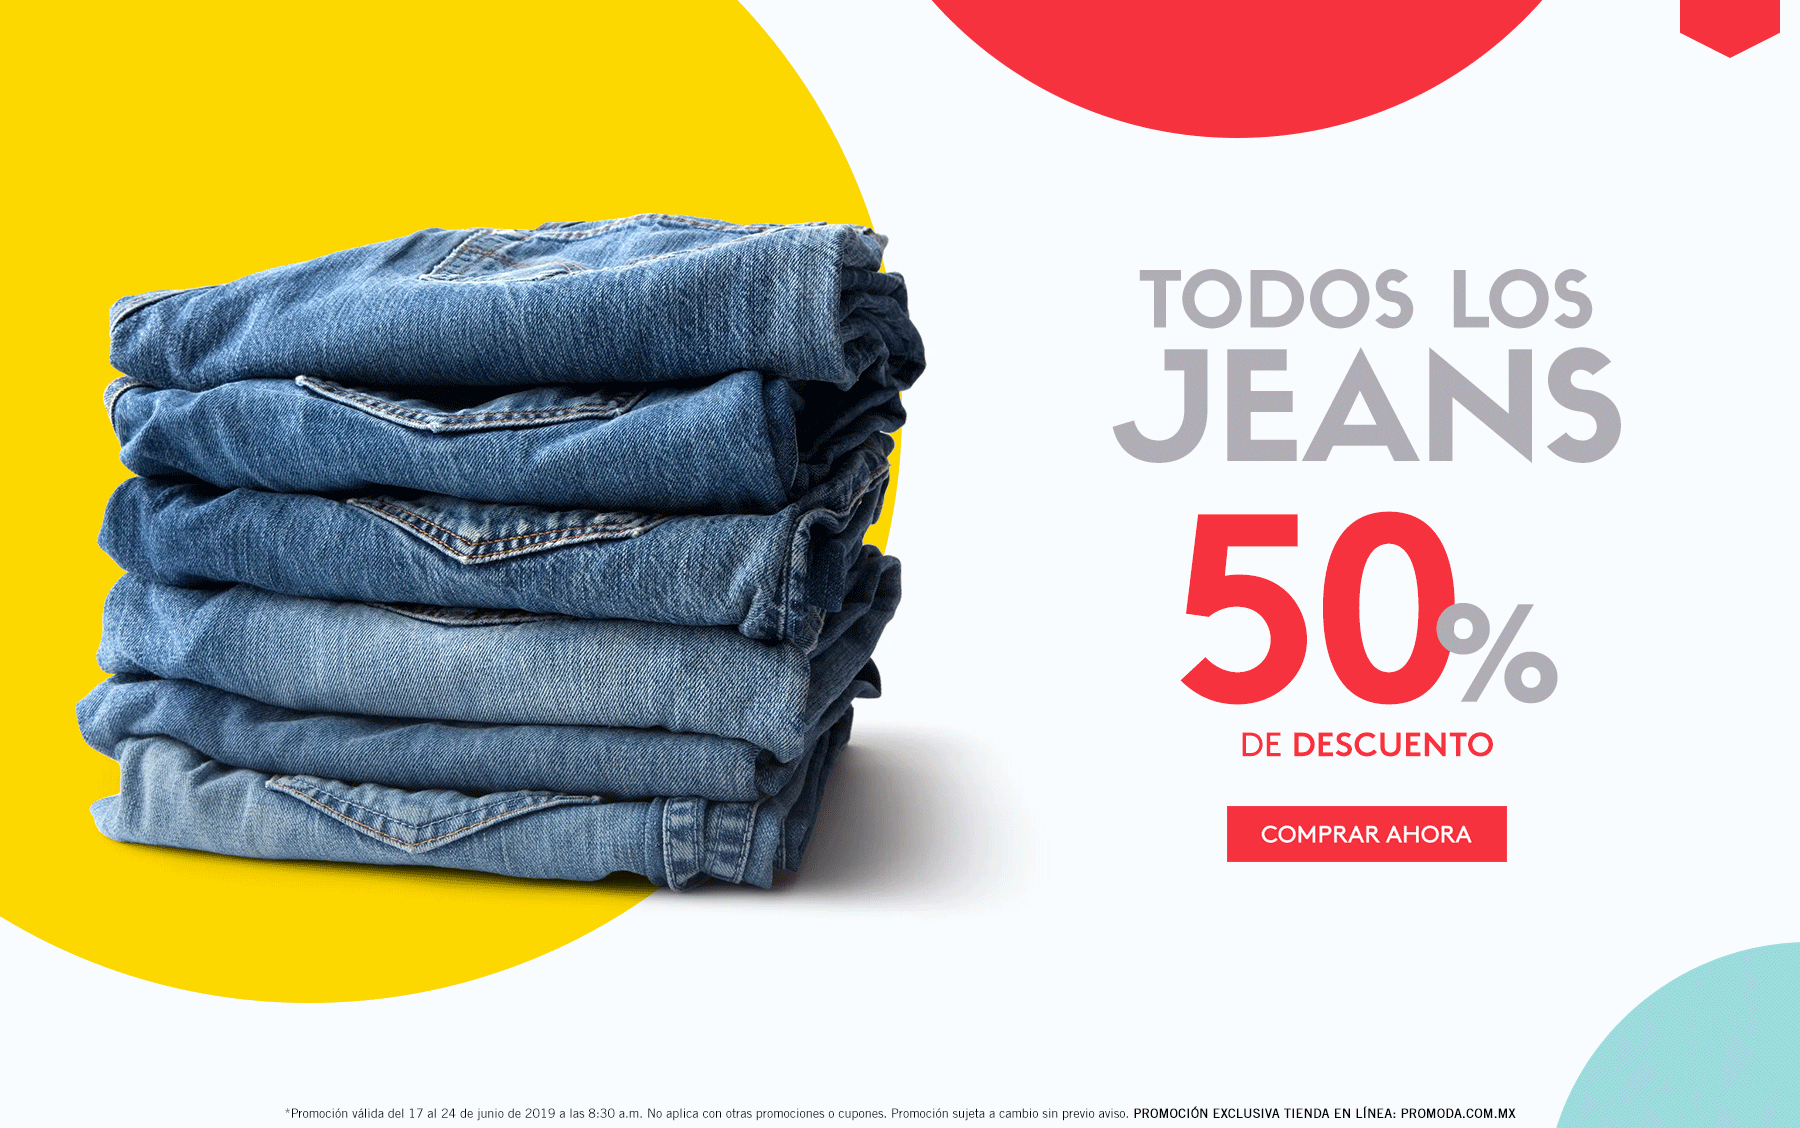 TODOS LOS
JEANS
50%
DE DESCUENTO
COMPRAR AHORA
*Promoción válida del 17 al 24 de junio de 2019 a las 8:30 a.m. No aplica con otras promociones o cupones. Promoción sujeta a cambio sin previo aviso. PROMOCIÓN EXCLUSIVA TIENDA EN LÍNEA: PROMODA.COM.MX